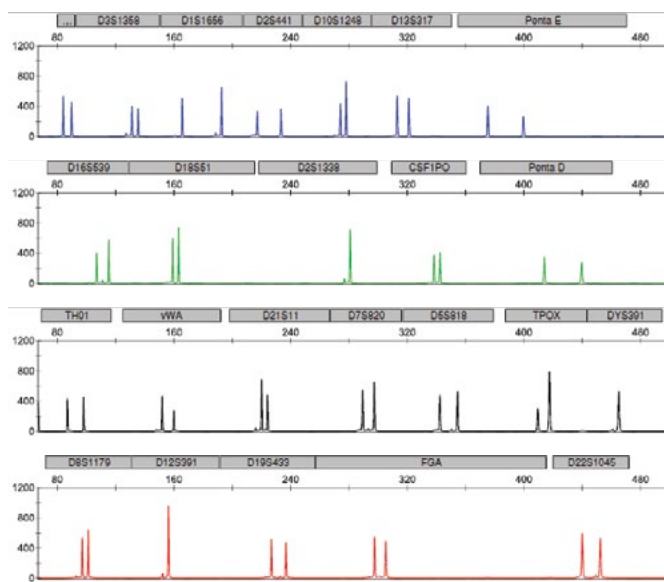 ... D3S1358 D1S1656 D2S441 D10S1248 D13S317 Ponta E
80 160 240 320 400 480
1200
800
400
0
D16S539 D18S51 D2S1338 CSF1PO Ponta D
80 160 240 320 400 480
1200
800
400
0
TH01 vWA D21S11 D7S820 D5S818 TPOX DYS391
80 160 240 320 400 480
1200
800
400
0
D8S1179 D12S391 D19S433 FGA D22S1045
80 160 240 320 400 480
1200
800
400
0